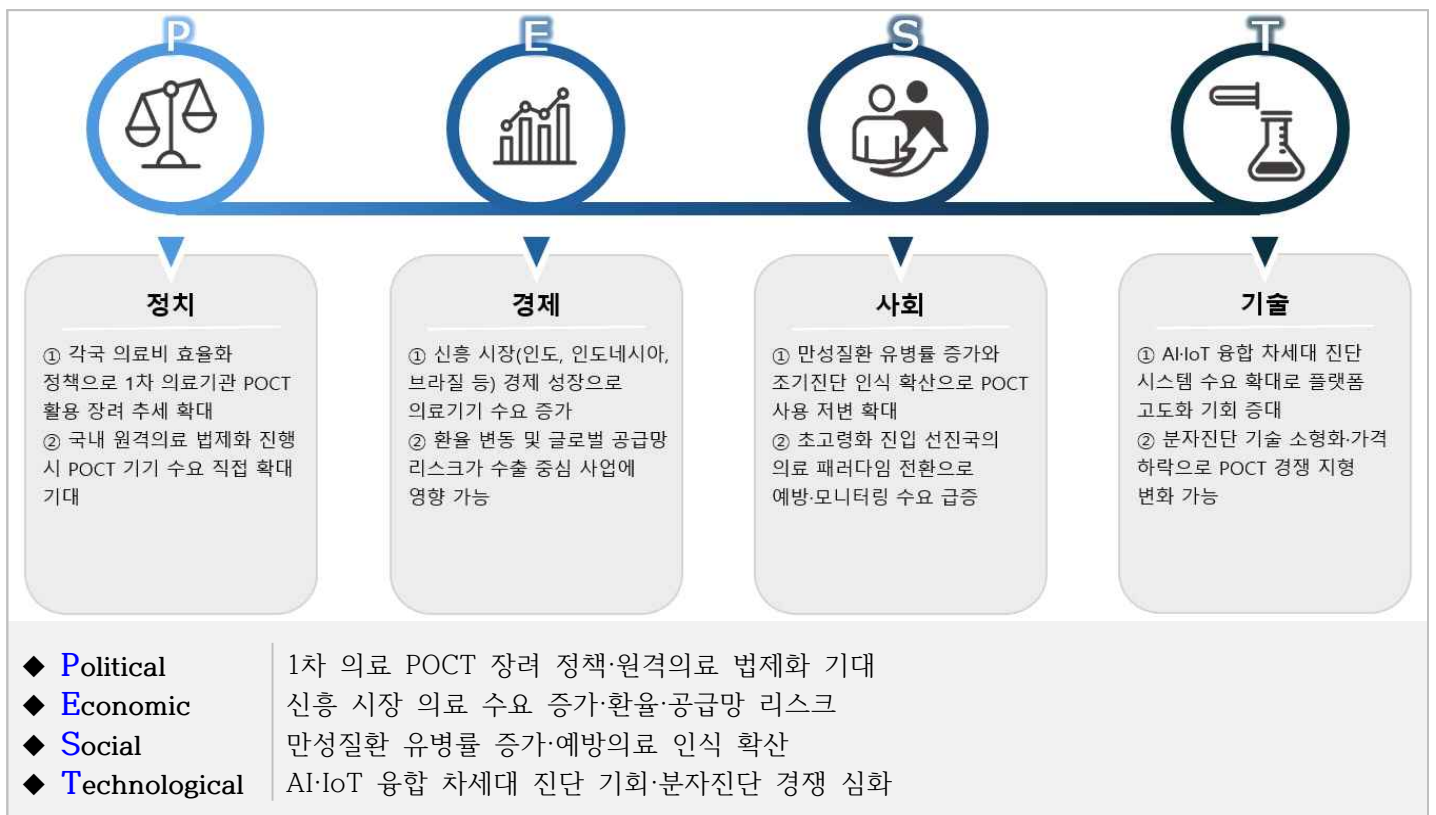 P
E
S
T
정치
① 각국 의료비 효율화
정책으로 1차 의료기관 POCT
활용 장려 추세 확대
② 국내 원격의료 법제화 진행
시 POCT 기기 수요 직접 확대
기대
경제
① 신흥 시장(인도, 인도네시아,
브라질 등) 경제 성장으로
의료기기 수요 증가
② 환율 변동 및 글로벌 공급망
리스크가 수출 중심 사업에
영향 가능
사회
① 만성질환 유병률 증가와
조기진단 인식 확산으로 POCT
사용 저변 확대
② 초고령화 진입 선진국의
의료 패러다임 전환으로
예방·모니터링 수요 급증
기술
① AI·IoT 융합 차세대 진단
시스템 수요 확대로 플랫폼
고도화 기회 증대
② 분자진단 기술 소형화·가격
하락으로 POCT 경쟁 지형
변화 가능
◆ Political 1차 의료 POCT 장려 정책·원격의료 법제화 기대
◆ Economic 신흥 시장 의료 수요 증가·환율·공급망 리스크
◆ Social 만성질환 유병률 증가·예방의료 인식 확산
◆ Technological AI·IoT 융합 차세대 진단 기회·분자진단 경쟁 심화